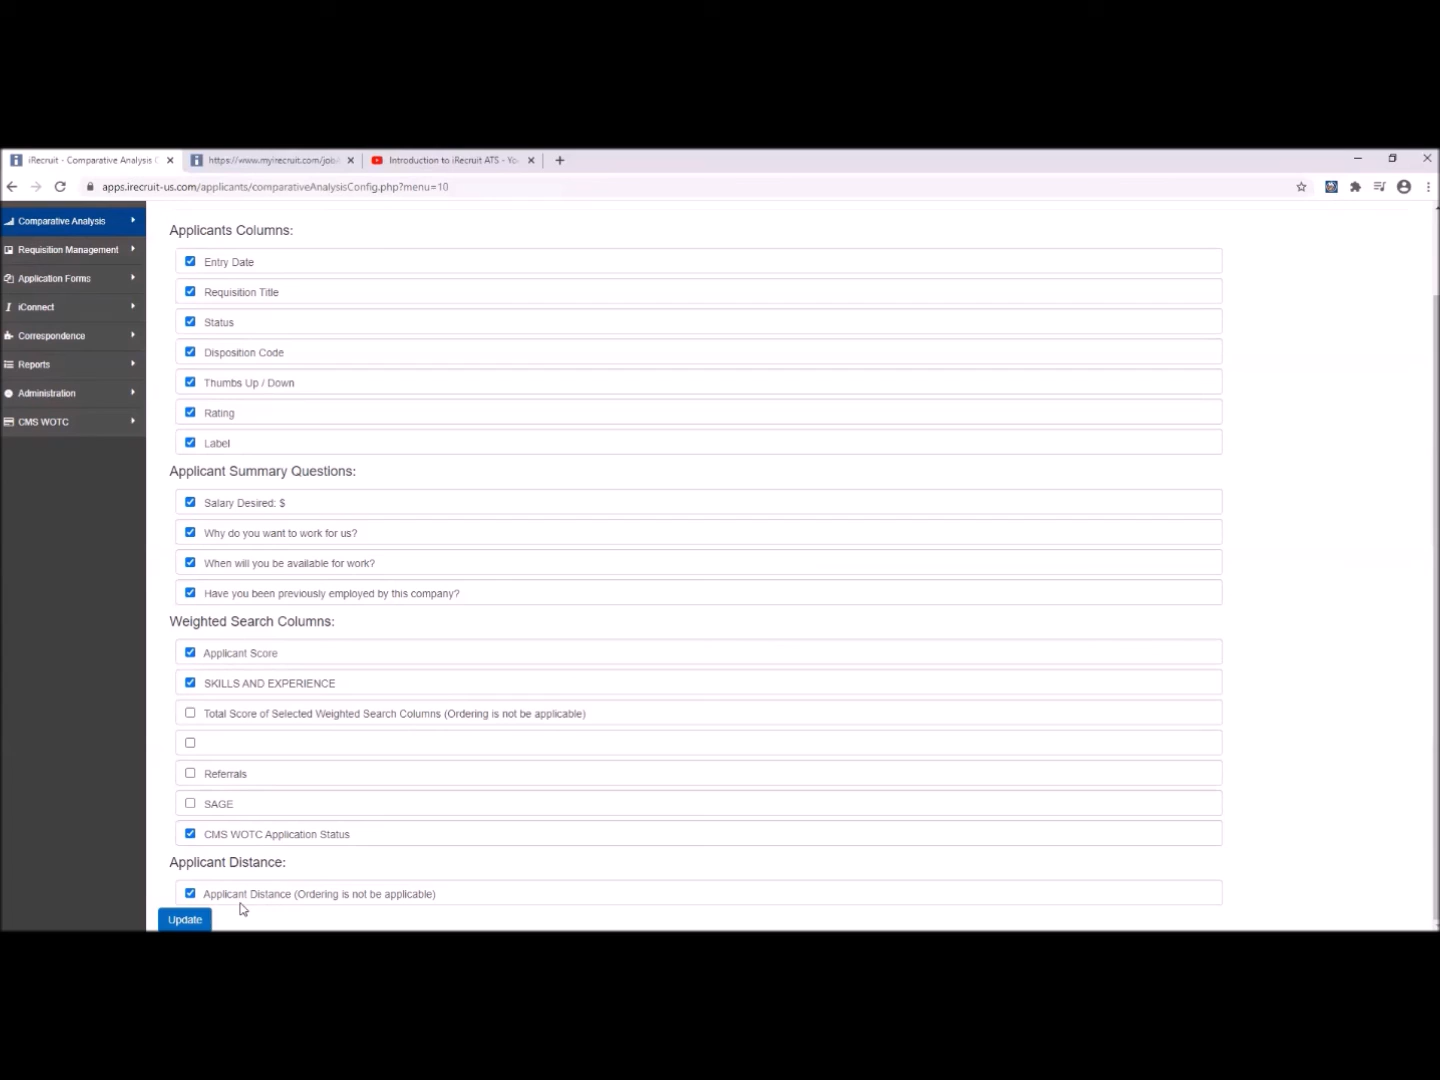 iRecruit - Comparative Analysis C
https://www.myirecruit.com/job
Introduction to iRecruit ATS - Yo
apps.irecruit-us.com/applicants/comparativeAnalysisConfig.php?menu=10
Comparative Analysis
Requisition Management
Application Forms
iConnect
Correspondence
Reports
Administration
CMS WOTC
Applicants Columns:
Entry Date
Requisition Title
Status
Disposition Code
Thumbs Up / Down
Rating
Label
Applicant Summary Questions:
Salary Desired: $
Why do you want to work for us?
When will you be available for work?
Have you been previously employed by this company?
Weighted Search Columns:
Applicant Score
SKILLS AND EXPERIENCE
Total Score of Selected Weighted Search Columns (Ordering is not be applicable)
Referrals
SAGE
CMS WOTC Application Status
Applicant Distance:
Applicant Distance (Ordering is not be applicable)
Update